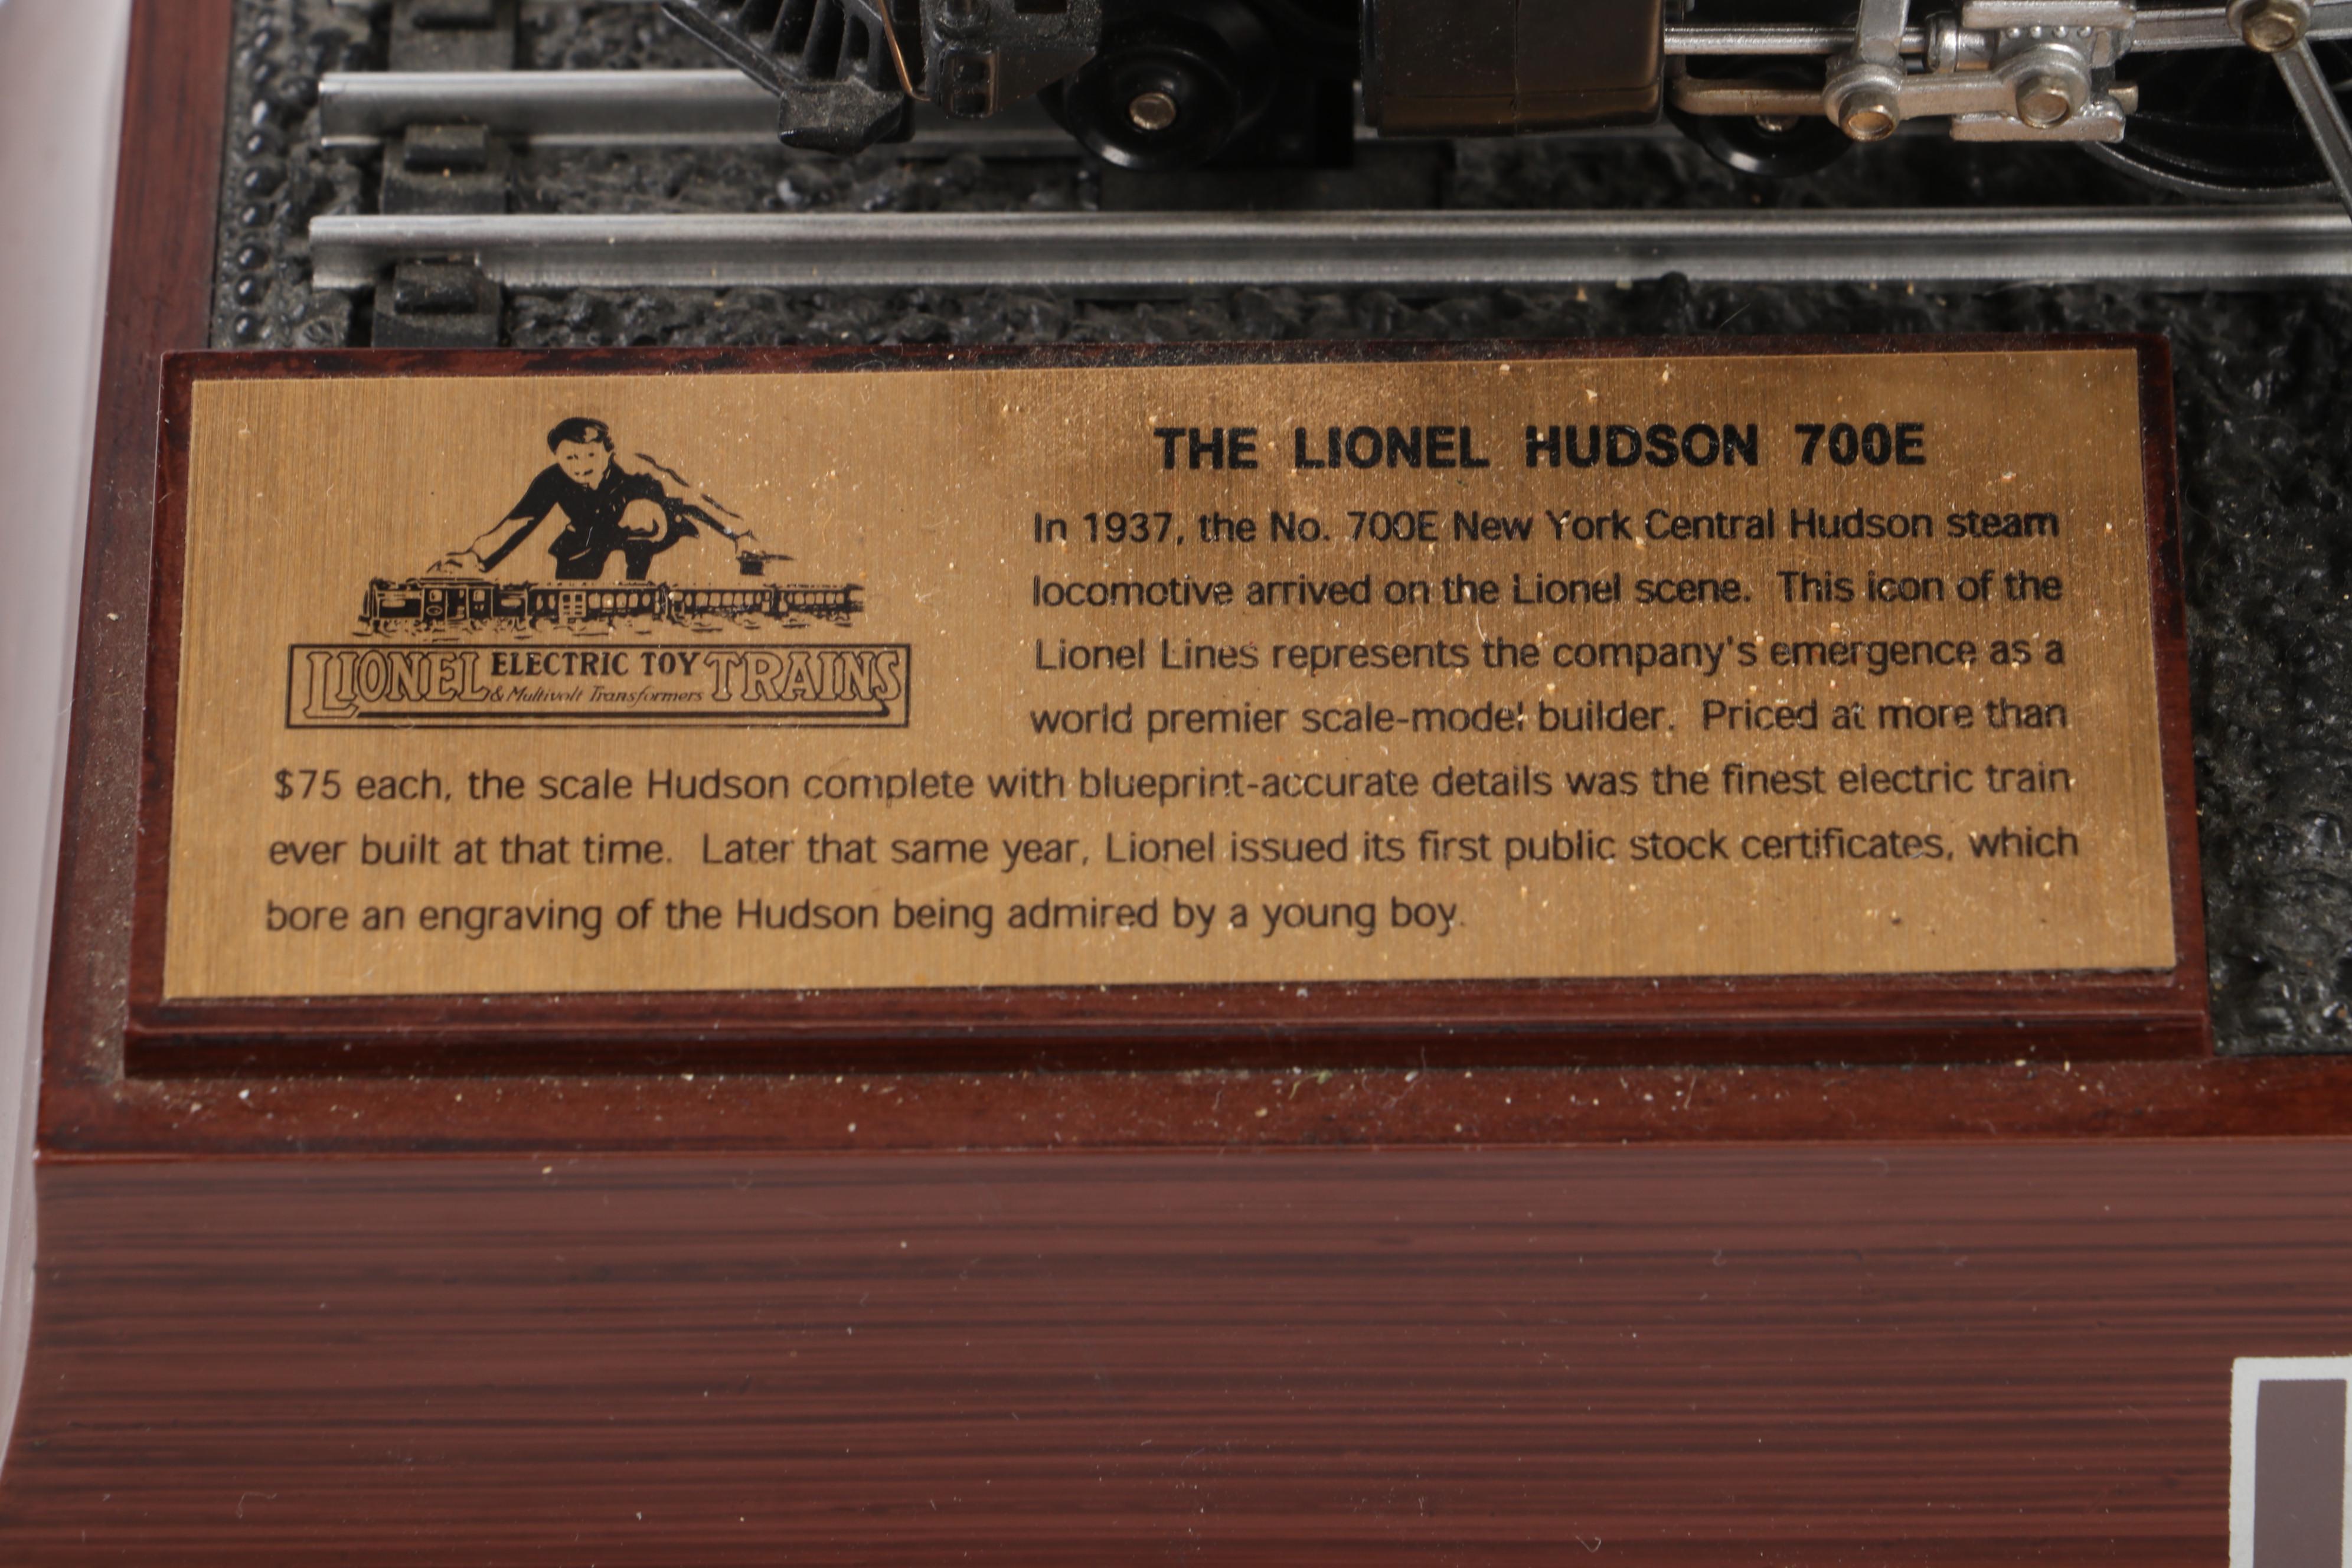 THE LIONEL HUDSON 700E
In 1937, the No. 700E New York Central Hudson steam
locomotive arrived on the Lionel scene. This icon of the
Lionel Lines represents the company's emergence as a
world premier scale-model builder. Priced at more than
$75 each, the scale Hudson complete with blueprint-accurate details was the finest electric train
ever built at that time. Later that same year, Lionel issued its first public stock certificates, which
bore an engraving of the Hudson being admired by a young boy.
LIONEL ELECTRIC TOY TRAINS
& Multivolt Transformers